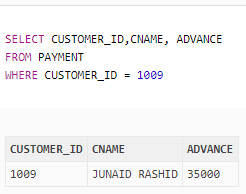 SELECT CUSTOMER_ID,CNAME, ADVANCE
FROM PAYMENT
WHERE CUSTOMER_ID = 1009
CUSTOMER_ID CNAME ADVANCE
1009 JUNAID RASHID 35000